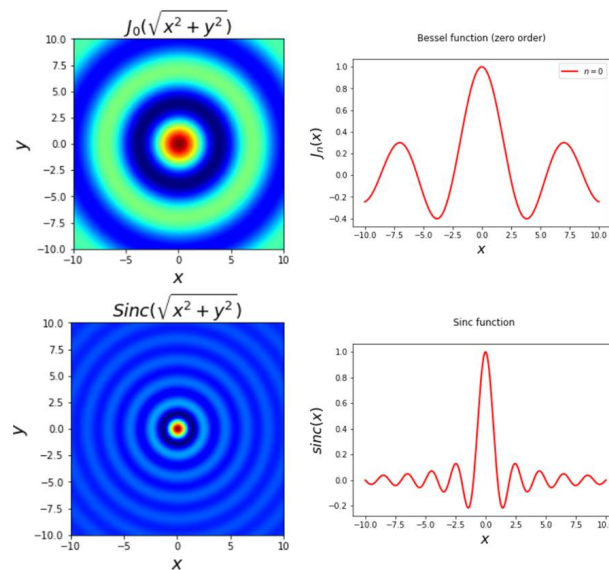 J₀(√x² + y²)
10.0
7.5
5.0
2.5
0.0
−2.5
−5.0
−7.5
−10.0
y
−10 −5 0 5 10
x
Bessel function (zero order)
n = 0
1.0
0.8
0.6
0.4
0.2
0.0
−0.2
−0.4
Jₙ(x)
−10.0 −7.5 −5.0 −2.5 0.0 2.5 5.0 7.5 10.0
x
Sinc(√x² + y²)
10.0
7.5
5.0
2.5
0.0
−2.5
−5.0
−7.5
−10.0
y
−10 −5 0 5 10
x
Sinc function
1.0
0.8
0.6
0.4
0.2
0.0
−0.2
sinc(x)
−10.0 −7.5 −5.0 −2.5 0.0 2.5 5.0 7.5 10.0
x